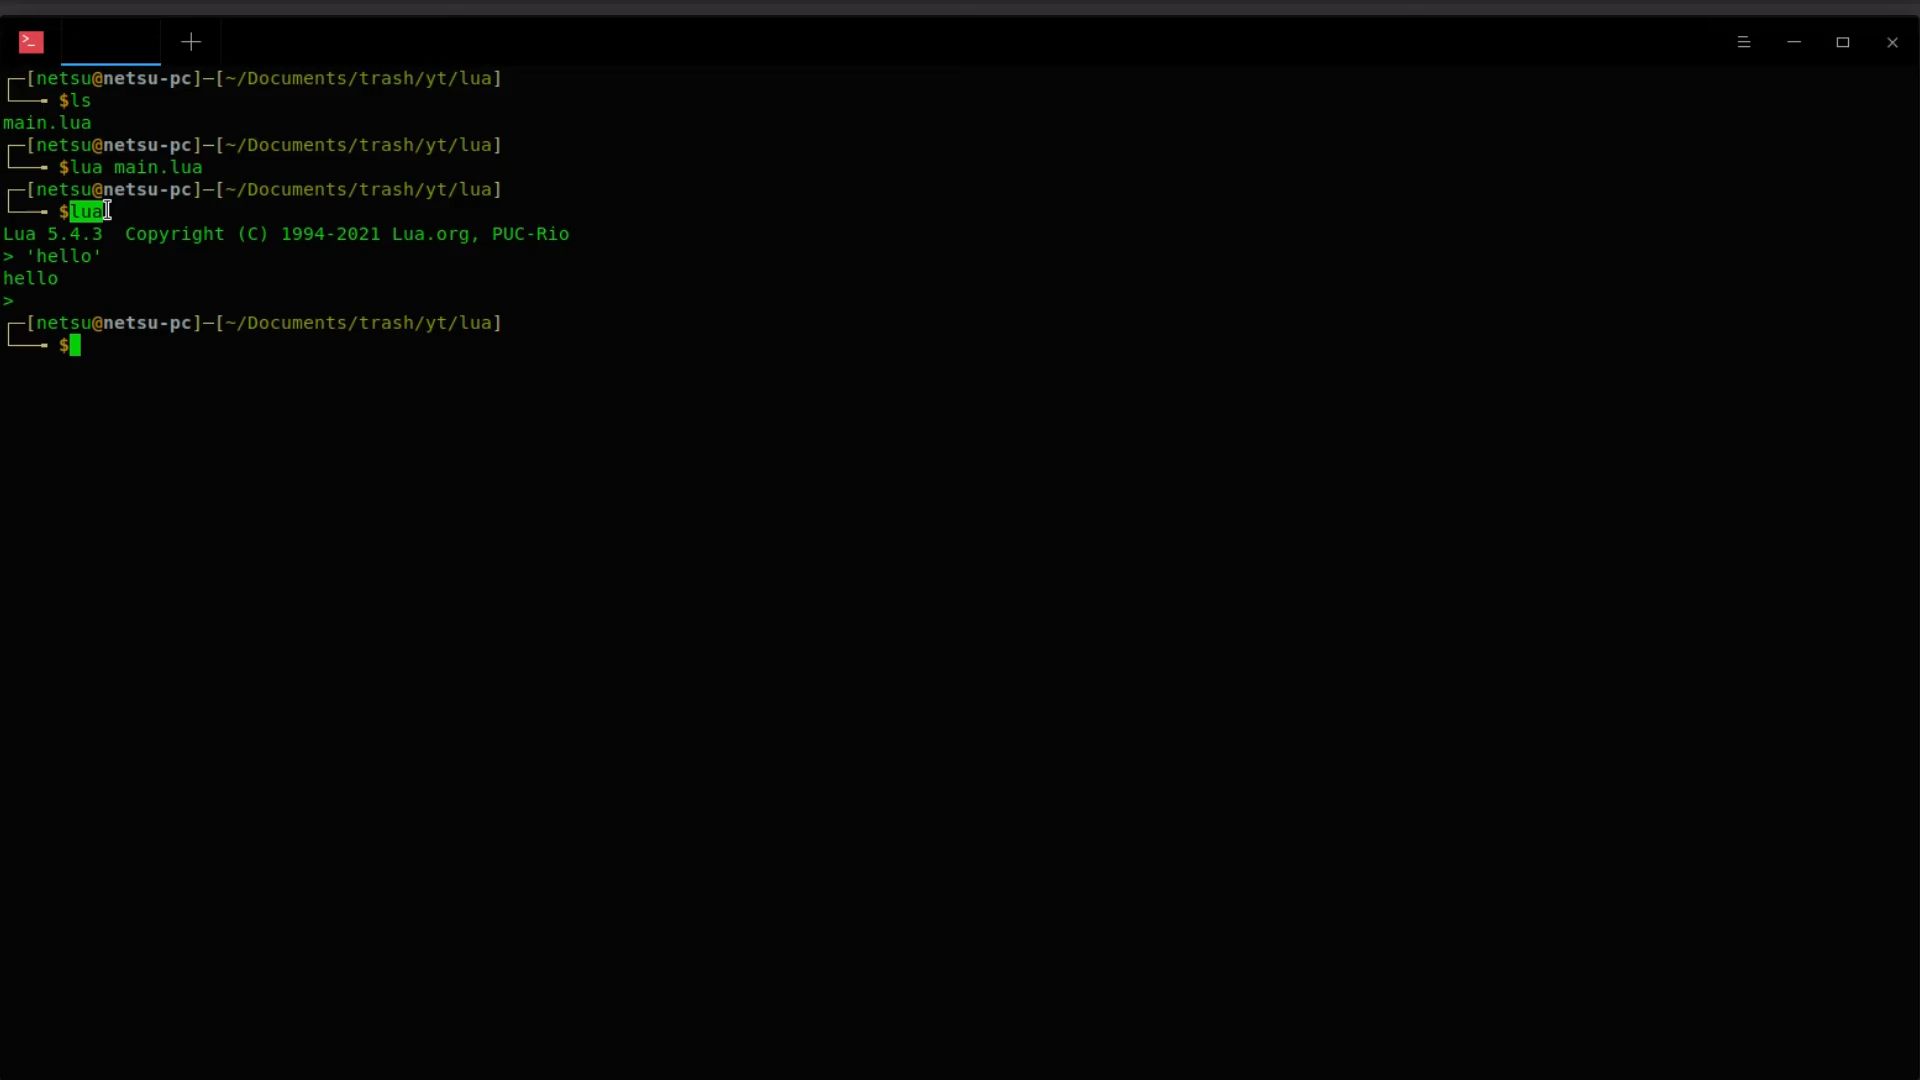 ┌─[netsu@netsu-pc]─[~/Documents/trash/yt/lua]
└──╼ $ls
main.lua
┌─[netsu@netsu-pc]─[~/Documents/trash/yt/lua]
└──╼ $lua main.lua
┌─[netsu@netsu-pc]─[~/Documents/trash/yt/lua]
└──╼ $lua
Lua 5.4.3  Copyright (C) 1994-2021 Lua.org, PUC-Rio
> 'hello'
hello
>
┌─[netsu@netsu-pc]─[~/Documents/trash/yt/lua]
└──╼ $